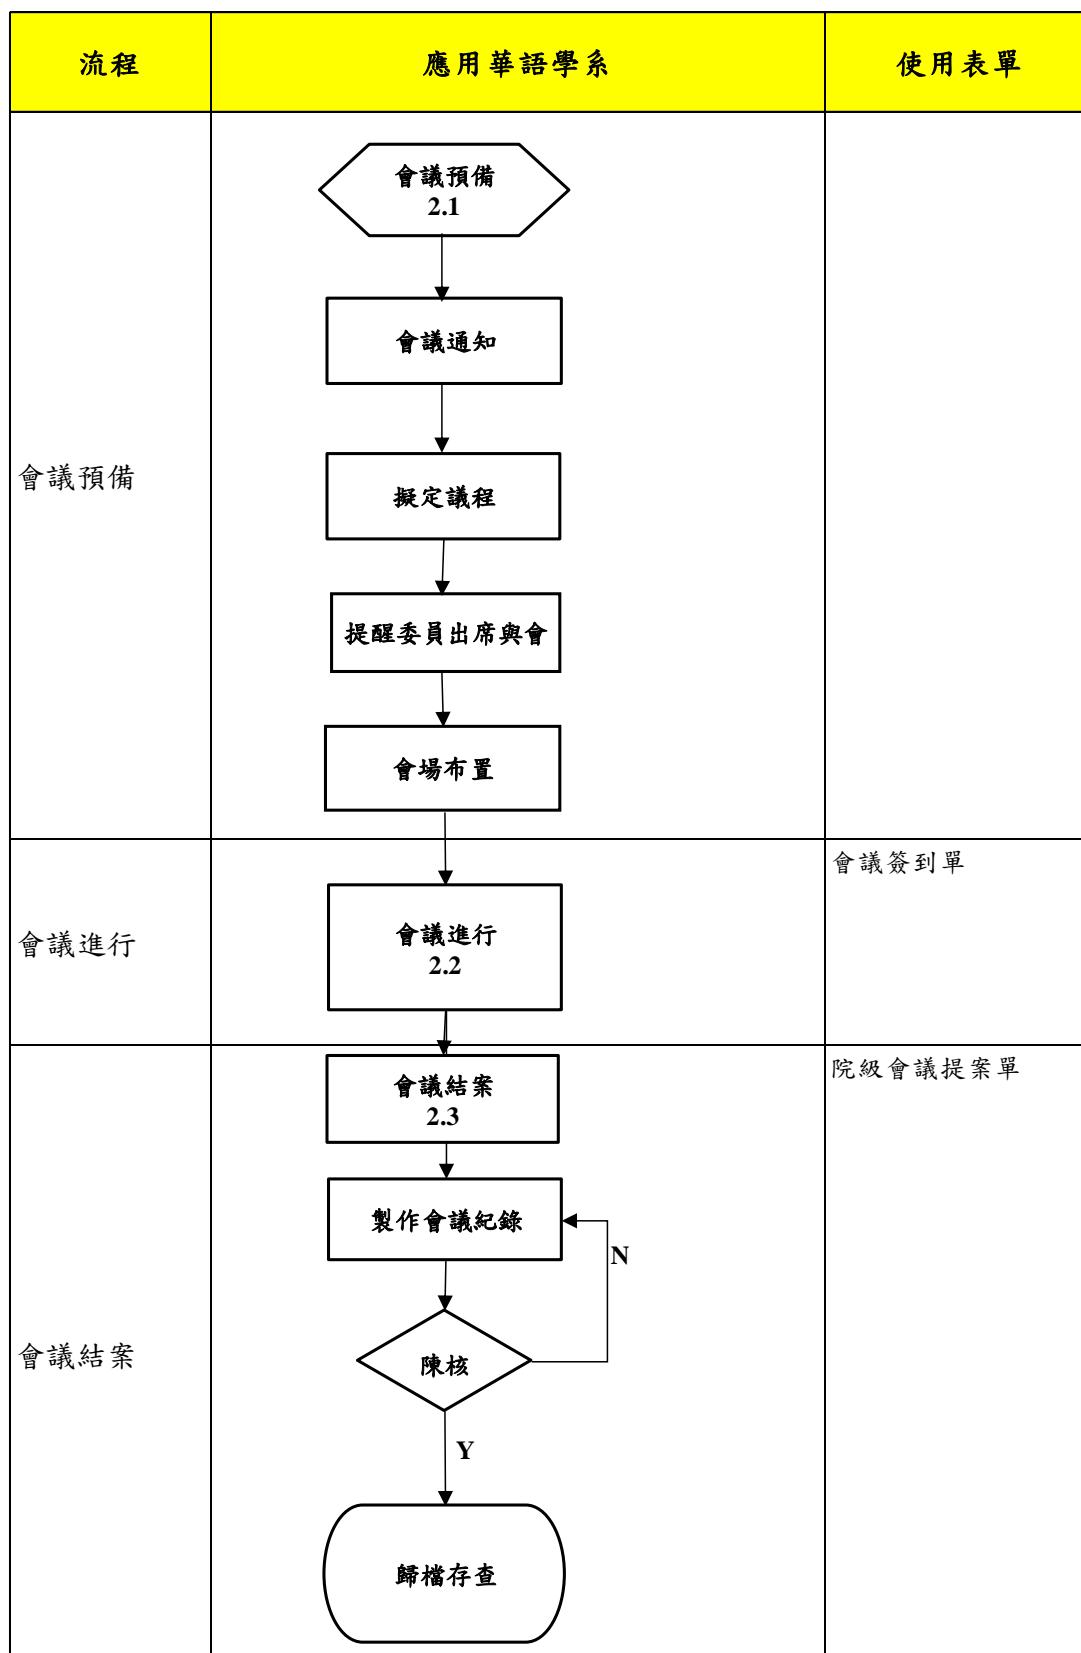 流程
應用華語學系
使用表單
會議預備
會議預備
2.1
會議通知
擬定議程
提醒委員出席與會
會場布置
會議進行
會議進行
2.2
會議簽到單
會議結案
會議結案
2.3
製作會議紀錄
N
陳核
Y
歸檔存查
院級會議提案單